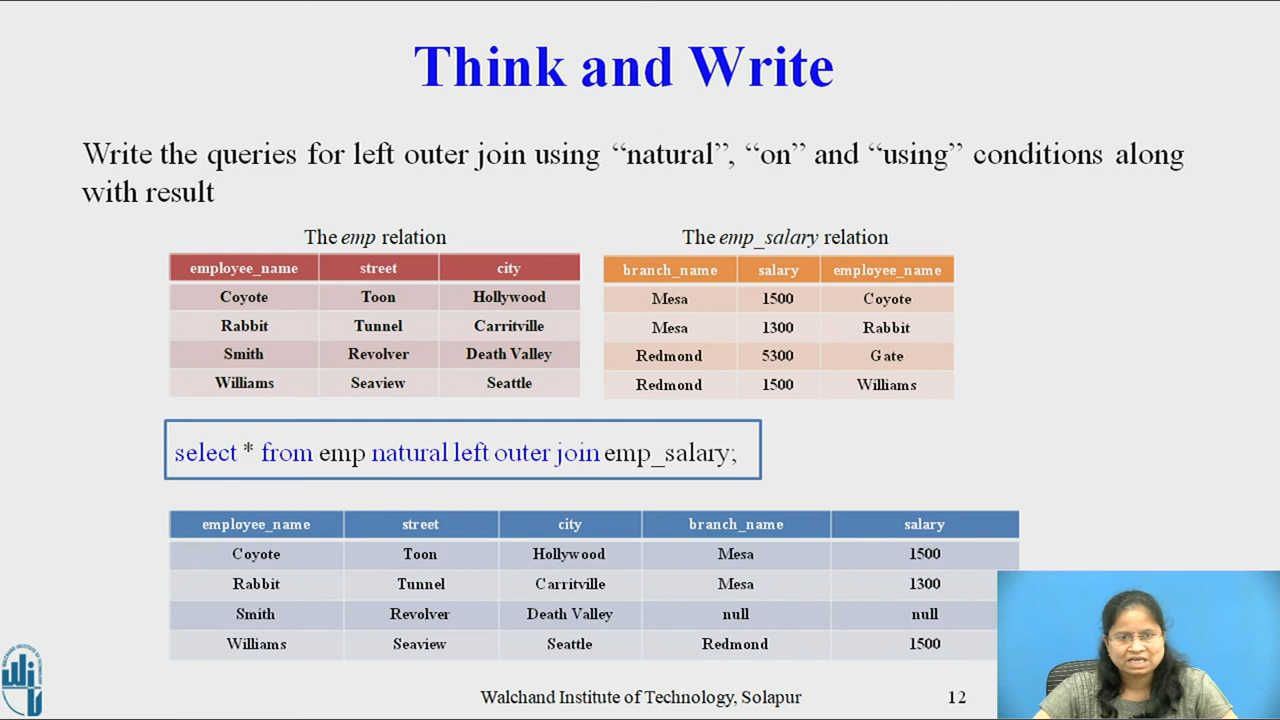 Think and Write
Write the queries for left outer join using “natural”, “on” and “using” conditions along
with result
The emp relation
employee_name street city
Coyote Toon Hollywood
Rabbit Tunnel Carritville
Smith Revolver Death Valley
Williams Seaview Seattle
The emp_salary relation
branch_name salary employee_name
Mesa 1500 Coyote
Mesa 1300 Rabbit
Redmond 5300 Gate
Redmond 1500 Williams
select * from emp natural left outer join emp_salary;
employee_name street city branch_name salary
Coyote Toon Hollywood Mesa 1500
Rabbit Tunnel Carritville Mesa 1300
Smith Revolver Death Valley null null
Williams Seaview Seattle Redmond 1500
Walchand Institute of Technology, Solapur 12